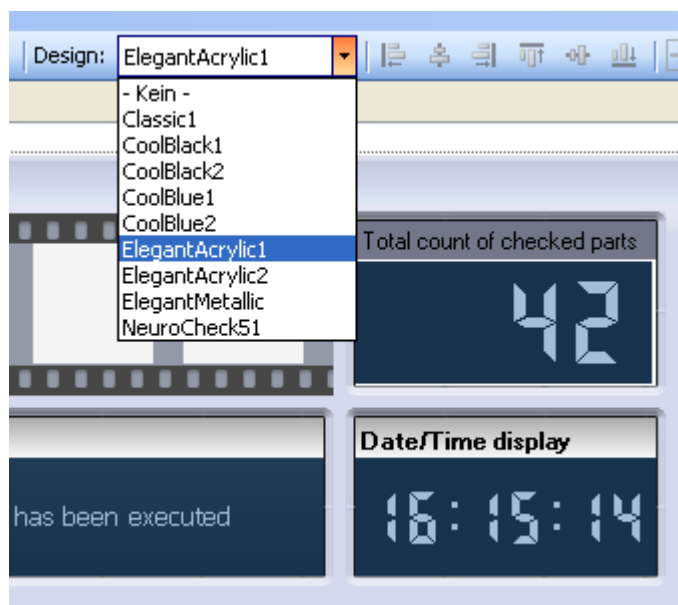 Design: ElegantAcrylic1
- Kein -
Classic1
CoolBlack1
CoolBlack2
CoolBlue1
CoolBlue2
ElegantAcrylic1
ElegantAcrylic2
ElegantMetallic
NeuroCheck51
Total count of checked parts
42
has been executed
Date/Time display
16:15:14